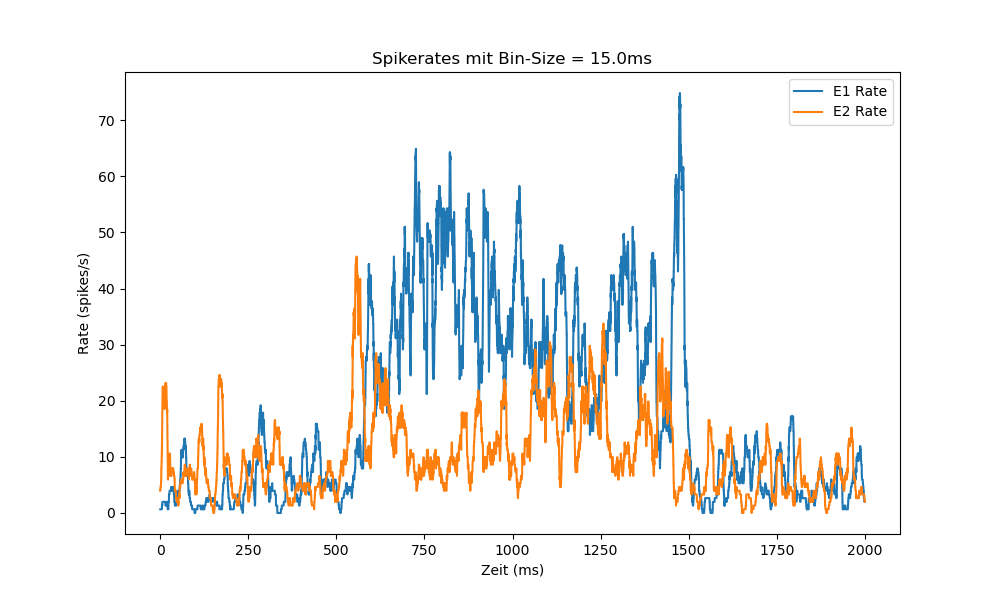 Spikerates mit Bin-Size = 15.0ms
E1 Rate
E2 Rate
Rate (spikes/s)
70
60
50
40
30
20
10
0
0 250 500 750 1000 1250 1500 1750 2000
Zeit (ms)